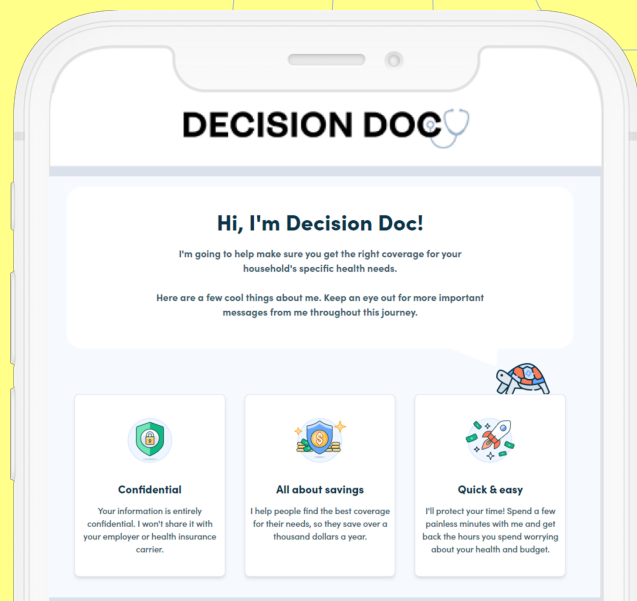 DECISION DOC
Hi, I'm Decision Doc!
I'm going to help make sure you get the right coverage for your
household's specific health needs.
Here are a few cool things about me. Keep an eye out for more important
messages from me throughout this journey.
Confidential
Your information is entirely
confidential. I won't share it with
your employer or health insurance
carrier.
All about savings
I help people find the best coverage
for their needs, so they save over a
thousand dollars a year.
Quick & easy
I'll protect your time! Spend a few
painless minutes with me and get
back the hours you spend worrying
about your health and budget.